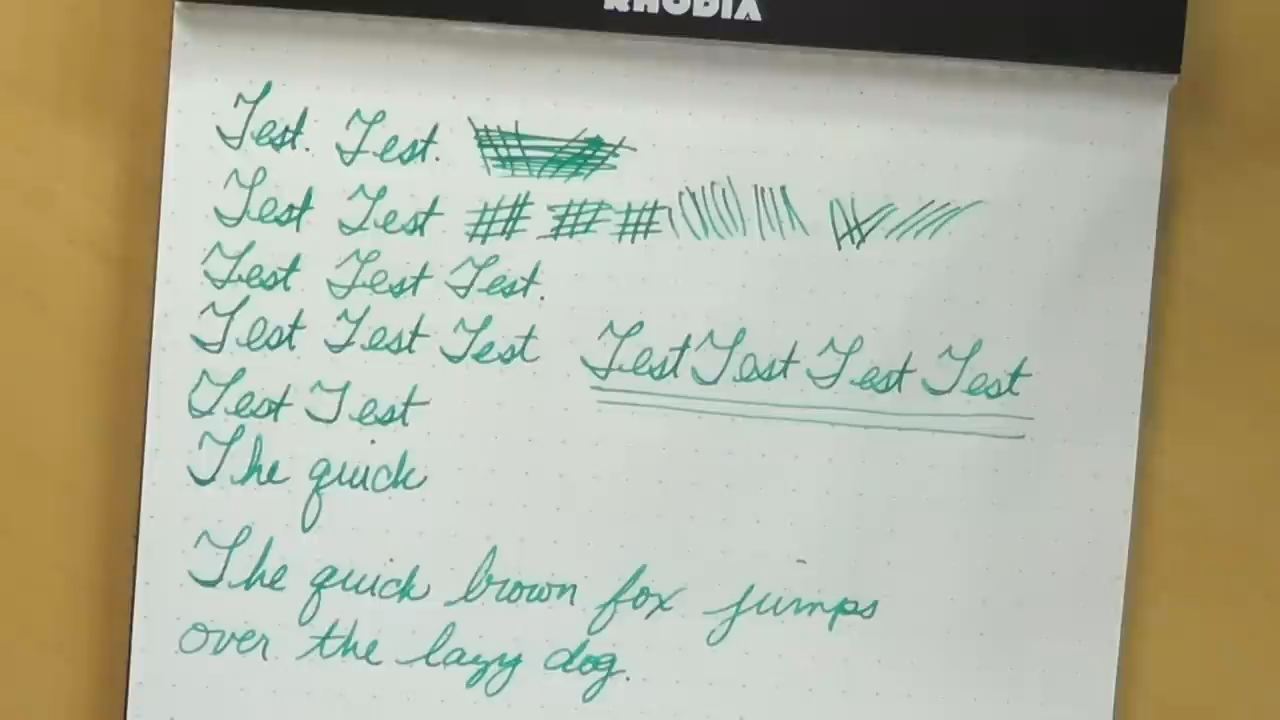 RHODIA
Test. Test.
Test Test
Test Test Test.
Test Test Test
Test Test Test Test
Test Test
The quick
The quick brown fox jumps
over the lazy dog.